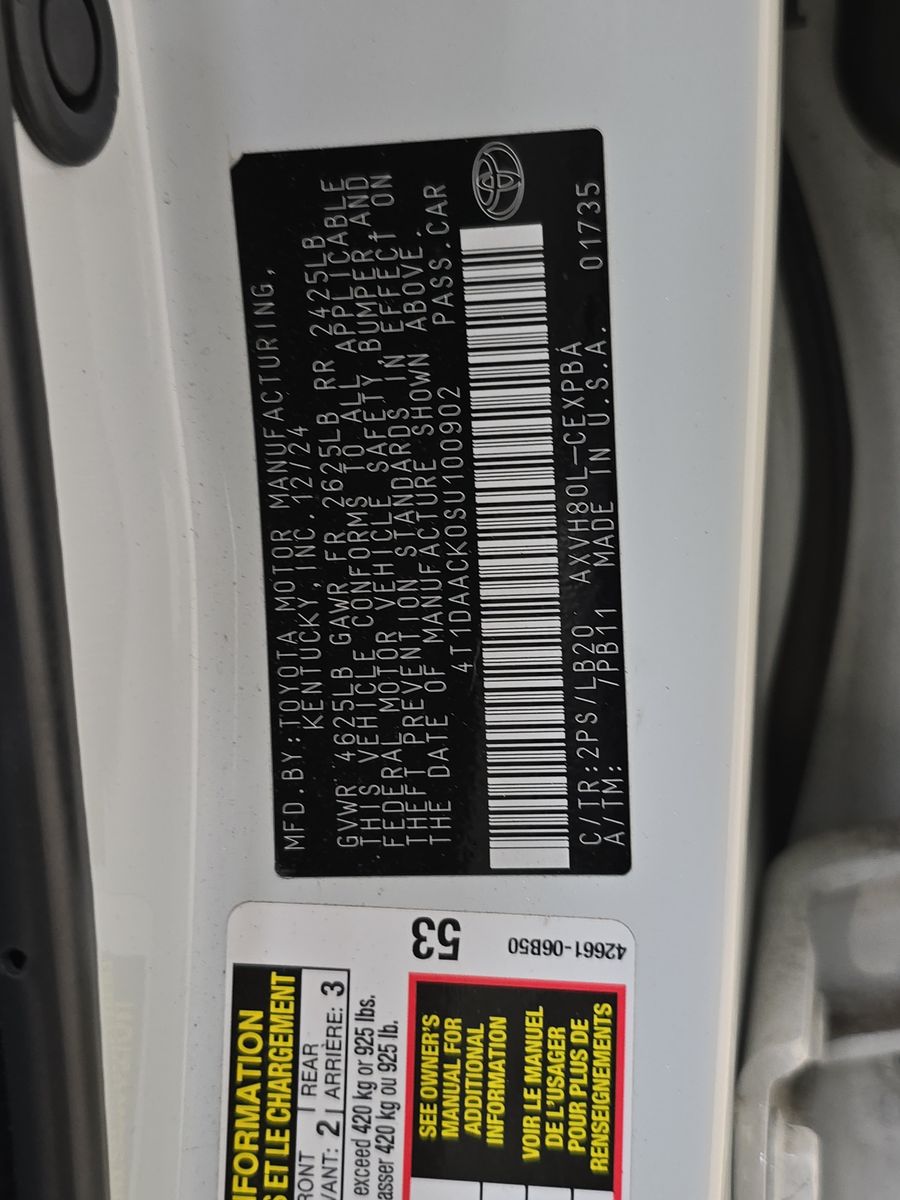 MFD.BY:TOYOTA MOTOR MANUFACTURING,
KENTUCKY,INC. 12/24
GVWR 4625LB GAWR FR 2625LB RR 2425LB
THIS VEHICLE CONFORMS TO ALL APPLICABLE
FEDERAL MOTOR VEHICLE SAFETY,BUMPER,AND
THEFT PREVENTION STANDARDS IN EFFECT ON
THE DATE OF MANUFACTURE SHOWN ABOVE.
4T1DAACK0SU100902 PASS.CAR
C/TR:2PS/LB20 AXVH80L-CEXPBA 01735
A/TM: /PB11 MADE IN U.S.A.
53
42661-06B50
ET LE CHARGEMENT
2 REAR
2 ARRIÈRE: 3
exceed 420 kg or 925 lbs.
420 kg ou 925 lb.
SEE OWNER'S
MANUAL FOR
ADDITIONAL
INFORMATION
VOIR LE MANUEL
DE L'USAGER
POUR PLUS DE
RENSEIGNEMENTS